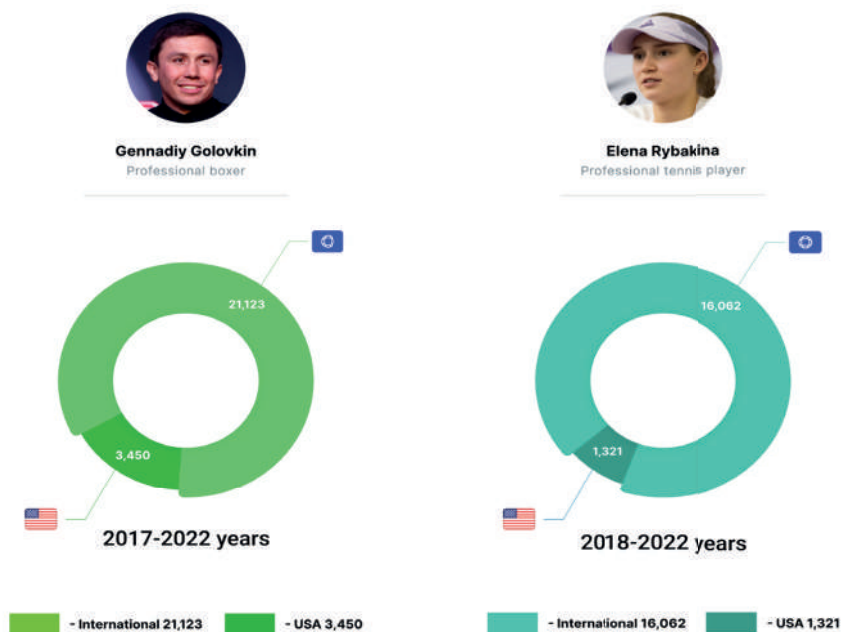 Gennadiy Golovkin
Professional boxer
21,123
3,450
2017-2022 years
- International 21,123
- USA 3,450
Elena Rybakina
Professional tennis player
16,062
1,321
2018-2022 years
- International 16,062
- USA 1,321